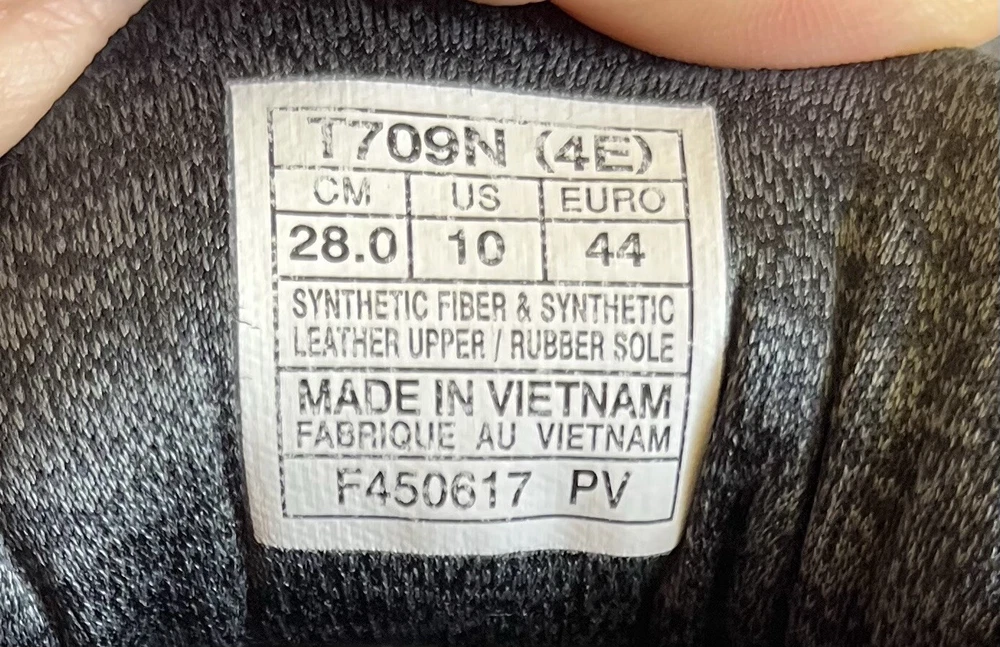 T709N (4E)
CM US EURO
28.0 10 44
SYNTHETIC FIBER & SYNTHETIC
LEATHER UPPER / RUBBER SOLE
MADE IN VIETNAM
FABRIQUE AU VIETNAM
F450617 PV